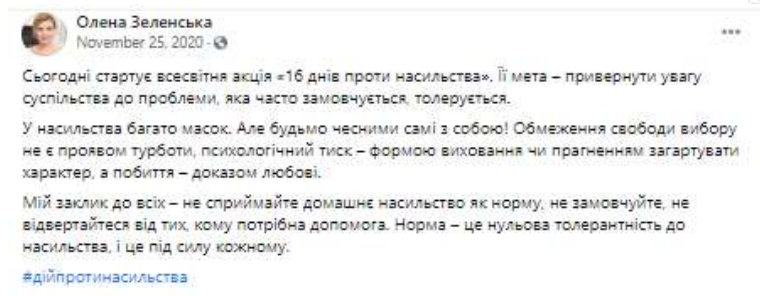 Олена Зеленська
November 25, 2020 ·
Сьогодні стартує всесвітня акція «16 днів проти насильства». Її мета – привернути увагу
суспільства до проблеми, яка часто замовчується, толерується.
У насильства багато масок. Але будьмо чесними самі з собою! Обмеження свободи вибору
не є проявом турботи, психологічний тиск – формою виховання чи прагненням загартувати
характер, а побиття – доказом любові.
Мій заклик до всіх – не сприймайте домашнє насильство як норму, не замовчуйте, не
відвертайтеся від тих, кому потрібна допомога. Норма – це нульова толерантність до
насильства, і це під силу кожному.
#дійпротинасильства